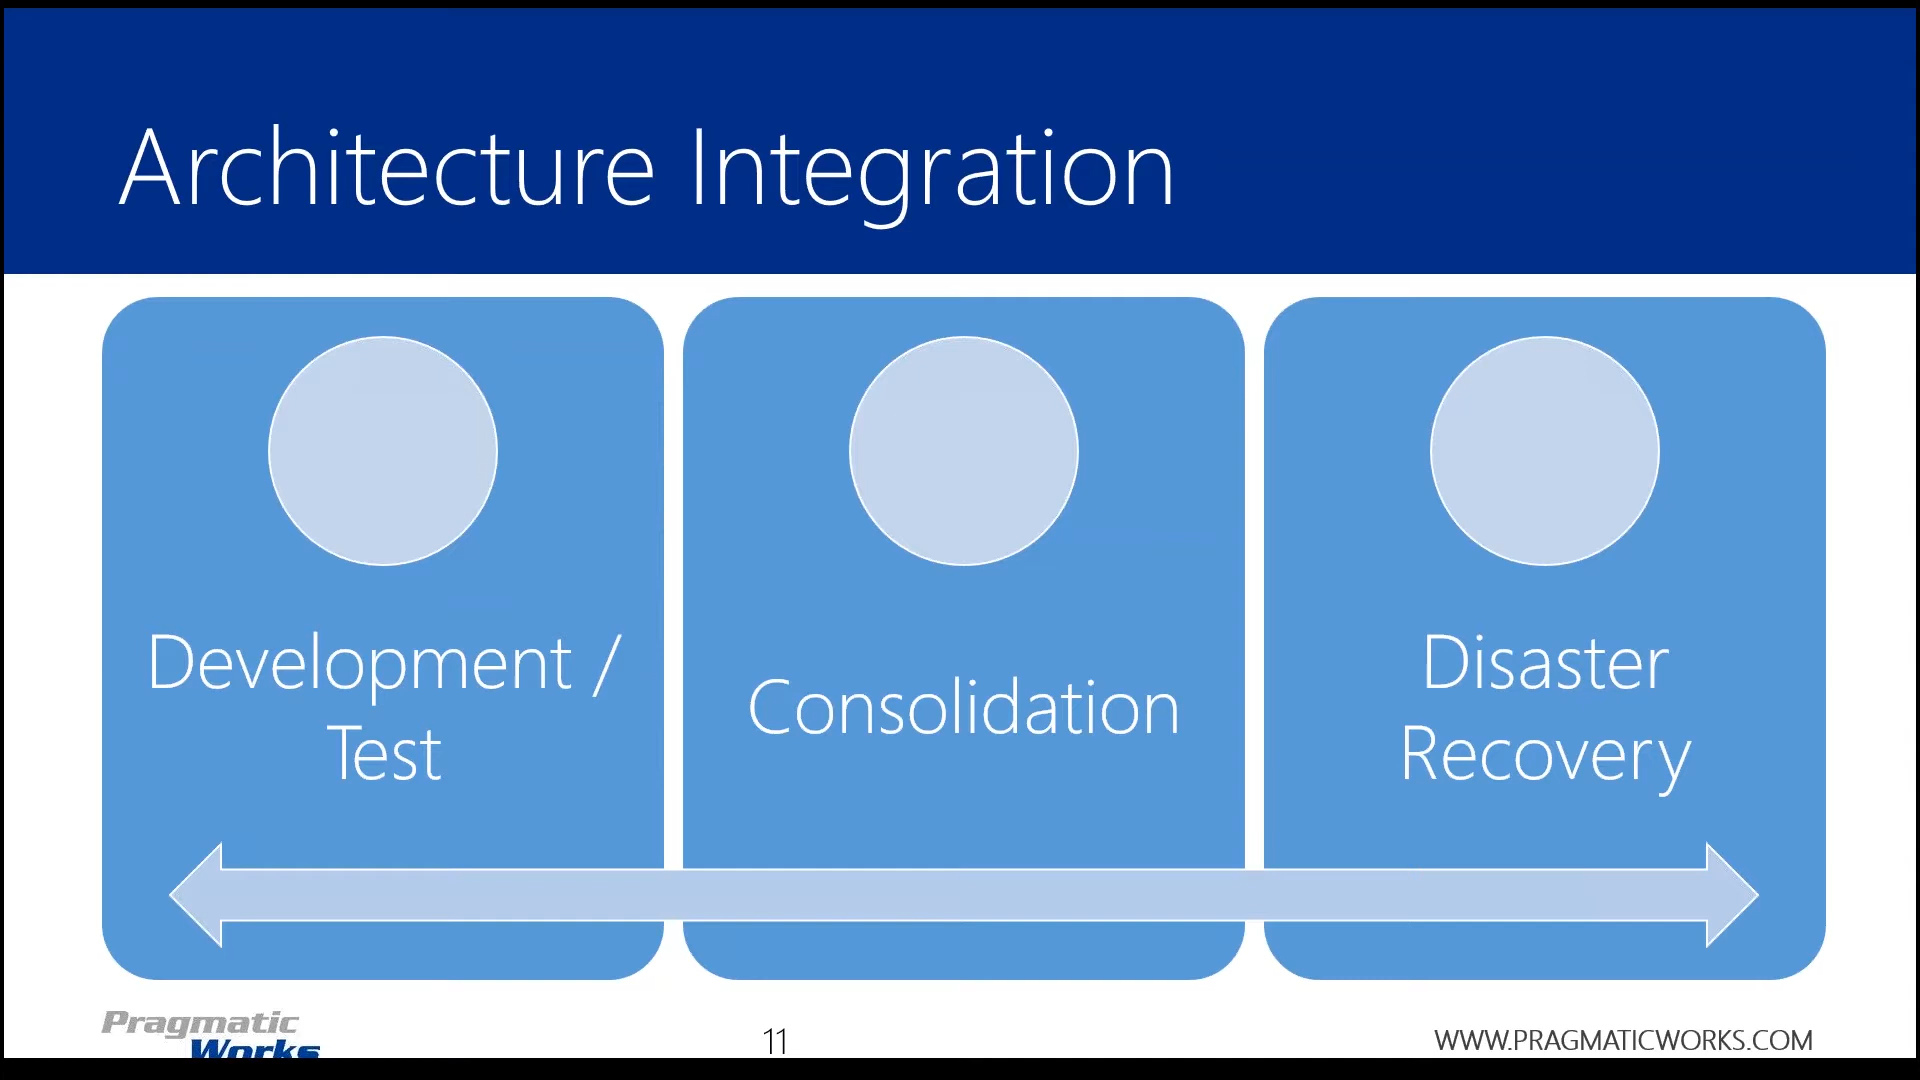 Architecture Integration
Development /
Test
Consolidation
Disaster
Recovery
Pragmatic
Works
11
WWW.PRAGMATICWORKS.COM